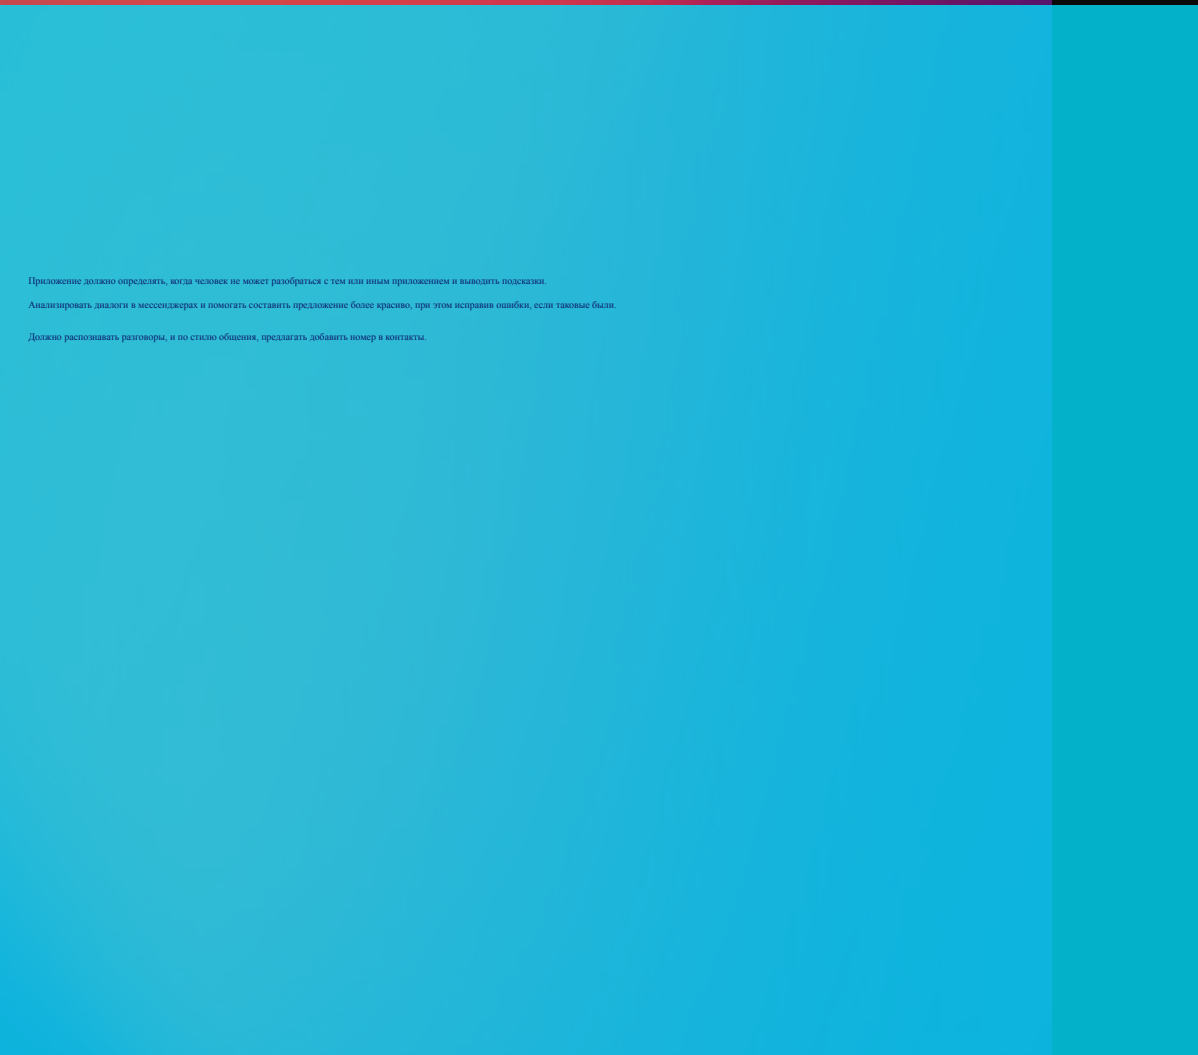 Приложение должно определять, когда человек не может разобраться с тем или иным приложением и выводить подсказки.
Анализировать диалоги в мессенджерах и помогать составить предложение более красиво, при этом исправив ошибки, если таковые были.
Должно распознавать разговоры, и по стилю общения, предлагать добавить номер в контакты.